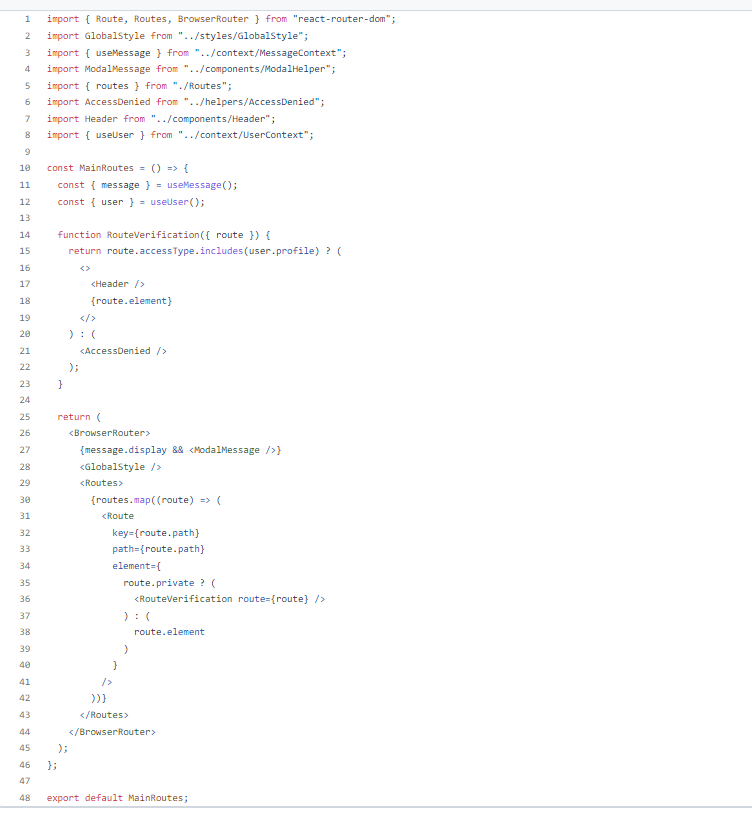 1 import { Route, Routes, BrowserRouter } from "react-router-dom";
2 import GlobalStyle from "../styles/GlobalStyle";
3 import { useMessage } from "../context/MessageContext";
4 import ModalMessage from "../components/ModalHelper";
5 import { routes } from "./Routes";
6 import AccessDenied from "../helpers/AccessDenied";
7 import Header from "../components/Header";
8 import { useUser } from "../context/UserContext";
9
10 const MainRoutes = () => {
11   const { message } = useMessage();
12   const { user } = useUser();
13
14   function RouteVerification({ route }) {
15     return route.accessType.includes(user.profile) ? (
16       <>
17         <Header />
18         {route.element}
19       </>
20     ) : (
21       <AccessDenied />
22     );
23   }
24
25   return (
26     <BrowserRouter>
27       {message.display && <ModalMessage />}
28       <GlobalStyle />
29       <Routes>
30         {routes.map((route) => (
31           <Route
32             key={route.path}
33             path={route.path}
34             element={
35               route.private ? (
36                 <RouteVerification route={route} />
37               ) : (
38                 route.element
39               )
40             }
41           />
42         ))}
43       </Routes>
44     </BrowserRouter>
45   );
46 };
47
48 export default MainRoutes;